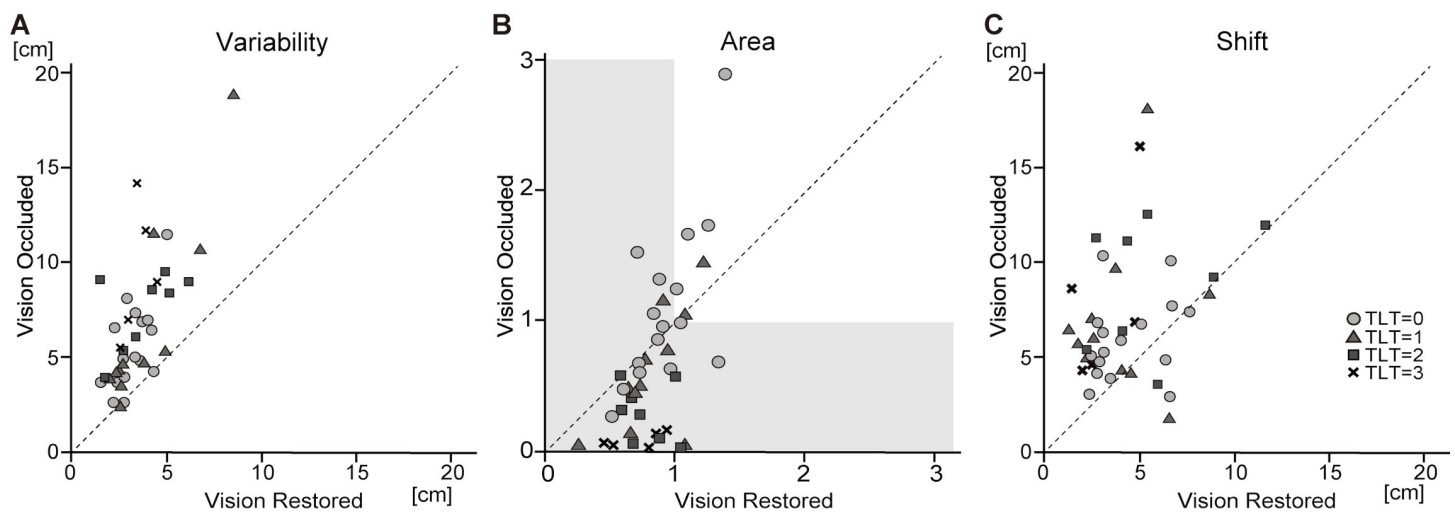 A
Variability
[cm]
20
15
10
5
0
Vision Occluded
0
5
10
15
20
Vision Restored
[cm]
B
Area
3
2
1
0
Vision Occluded
0
1
2
3
Vision Restored
C
Shift
[cm]
20
15
10
5
0
Vision Occluded
0
5
10
15
20
Vision Restored
[cm]
TLT=0
TLT=1
TLT=2
TLT=3